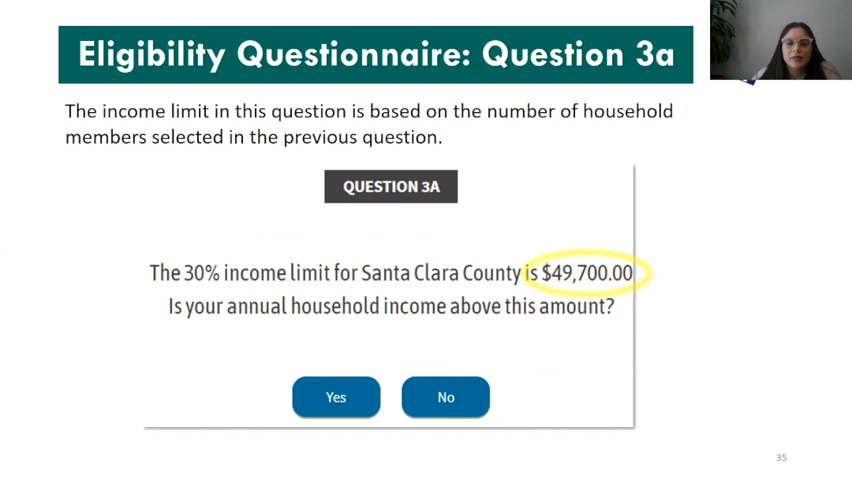 Eligibility Questionnaire: Question 3a
The income limit in this question is based on the number of household
members selected in the previous question.
QUESTION 3A
The 30% income limit for Santa Clara County is $49,700.00
Is your annual household income above this amount?
Yes No
35